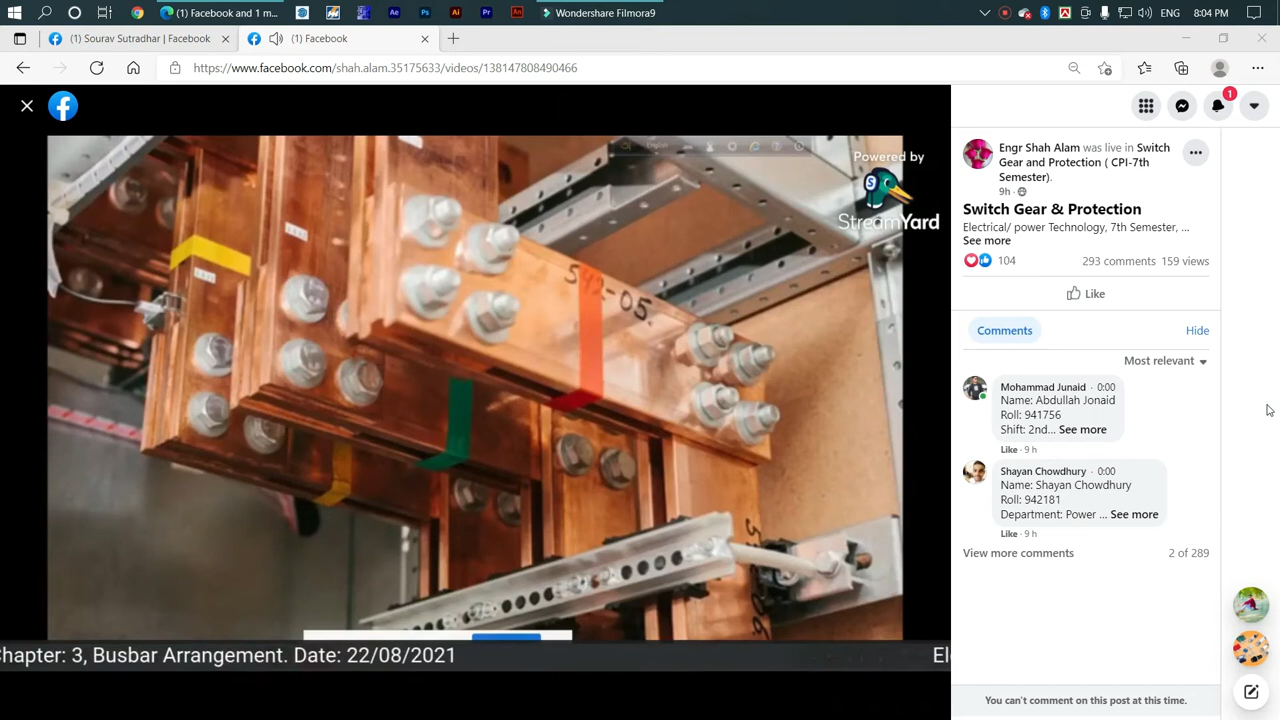 (1) Facebook and 1 m...
Wondershare Filmora9
ENG
8:04 PM
(1) Sourav Sutradhar | Facebook
(1) Facebook
https://www.facebook.com/shah.alam.35175633/videos/138147808490466
1
Powered by
StreamYard
English
542-05.
Engr Shah Alam was live in Switch
Gear and Protection ( CPI-7th
Semester).
9h
Switch Gear & Protection
Electrical/ power Technology, 7th Semester, ...
See more
104
293 comments 159 views
Like
Comments
Hide
Most relevant
Mohammad Junaid · 0:00
Name: Abdullah Jonaid
Roll: 941756
Shift: 2nd... See more
Like · 9 h
Shayan Chowdhury · 0:00
Name: Shayan Chowdhury
Roll: 942181
Department: Power ... See more
Like · 9 h
View more comments
2 of 289
hapter: 3, Busbar Arrangement. Date: 22/08/2021
El
You can't comment on this post at this time.